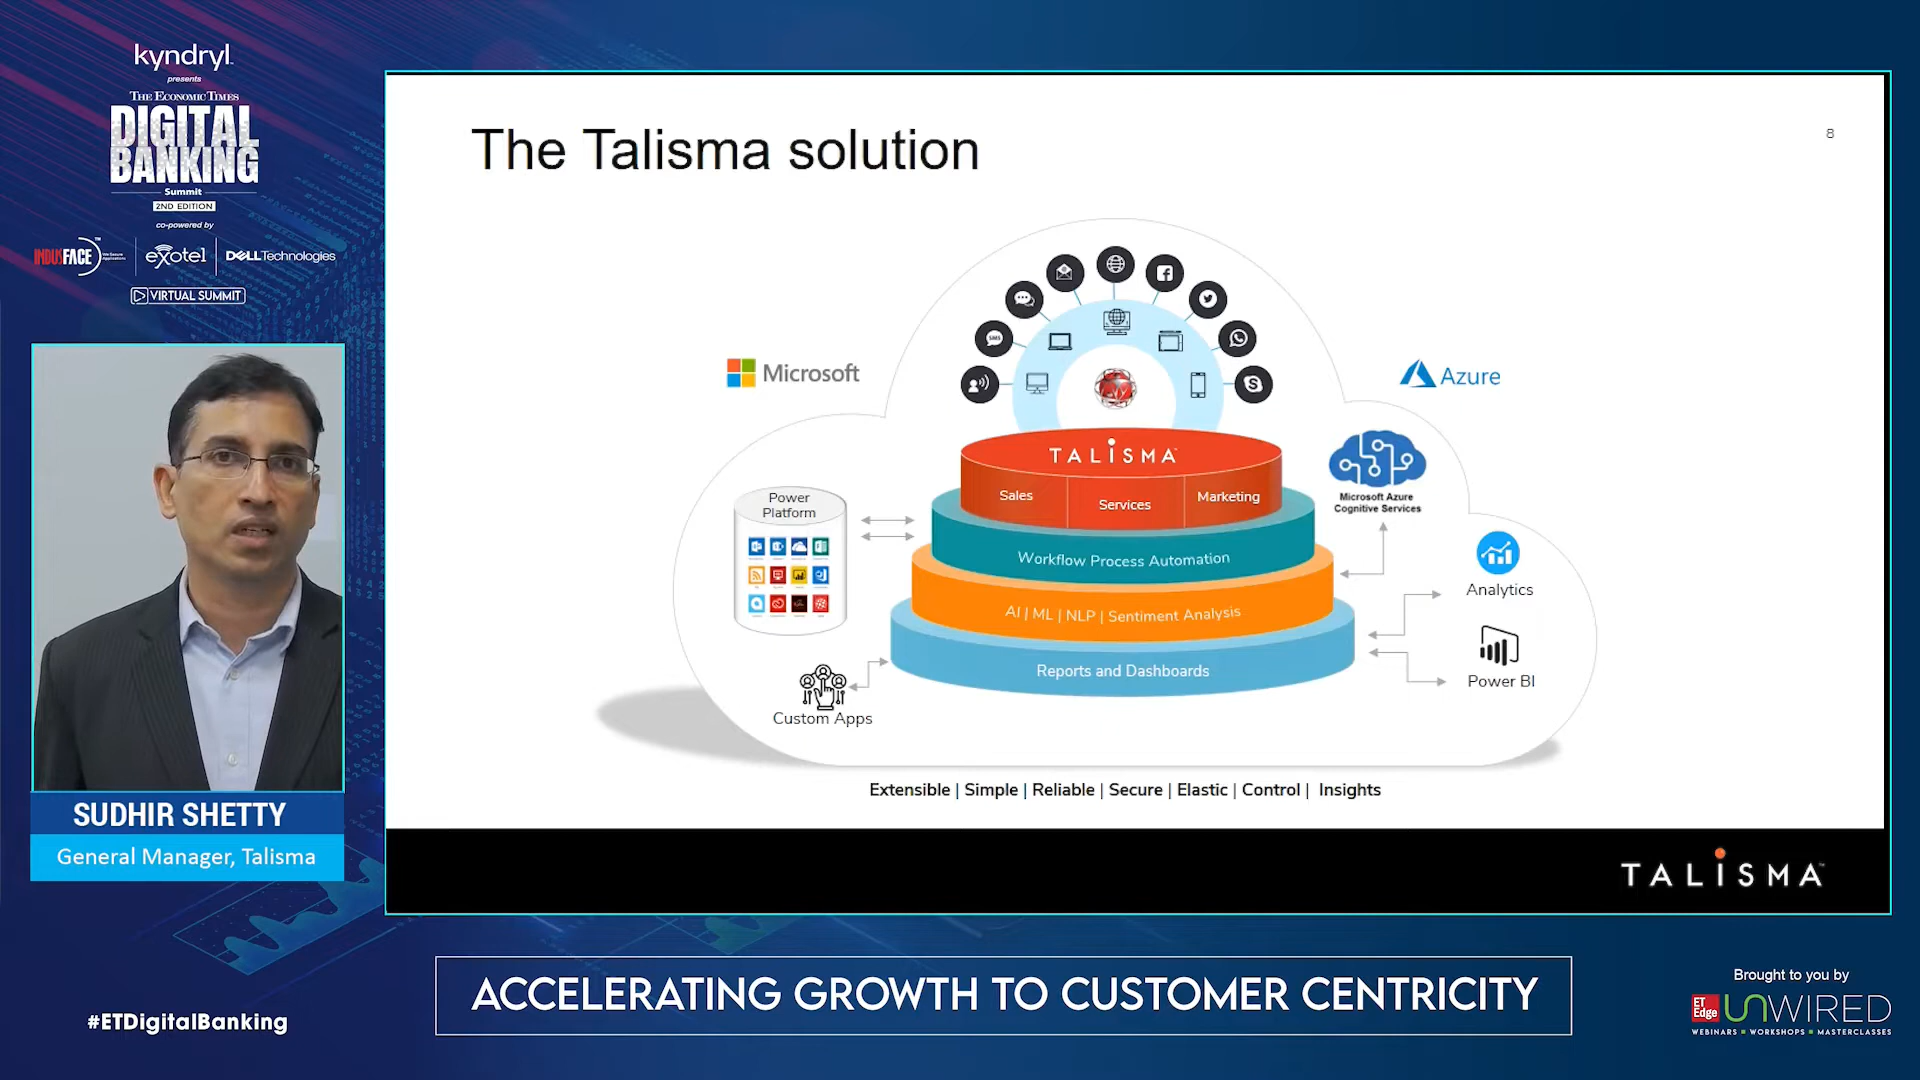 kyndryl
presents
THE ECONOMIC TIMES
DIGITAL
BANKING
Summit
2ND EDITION
co-powered by
INDUSFACE
exotel
DELL Technologies
VIRTUAL SUMMIT
SUDHIR SHETTY
General Manager, Talisma
#ETDigitalBanking
The Talisma solution
8
Microsoft
Azure
SMS
TALISMA
Sales
Services
Marketing
Workflow Process Automation
AI | ML | NLP | Sentiment Analysis
Reports and Dashboards
Power
Platform
Custom Apps
Microsoft Azure
Cognitive Services
Analytics
Power BI
Extensible | Simple | Reliable | Secure | Elastic | Control | Insights
TALISMA
ACCELERATING GROWTH TO CUSTOMER CENTRICITY
Brought to you by
ET
Edge
UNWIRED
WEBINARS ▪ WORKSHOPS ▪ MASTERCLASSES